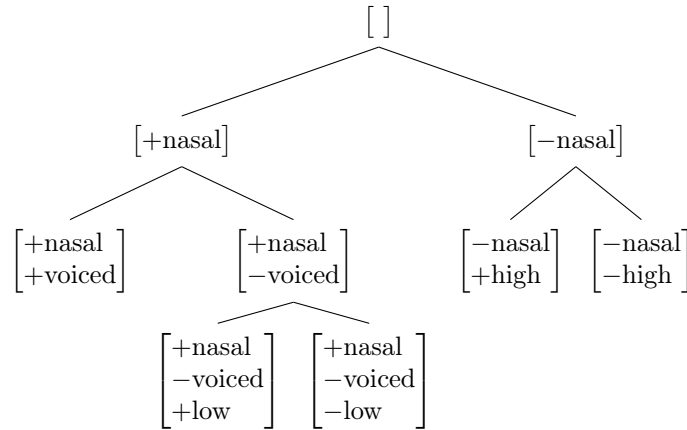 [ ]
[+nasal] [−nasal]
[+nasal +voiced] [+nasal −voiced] [−nasal +high] [−nasal −high]
[+nasal −voiced +low] [+nasal −voiced −low]